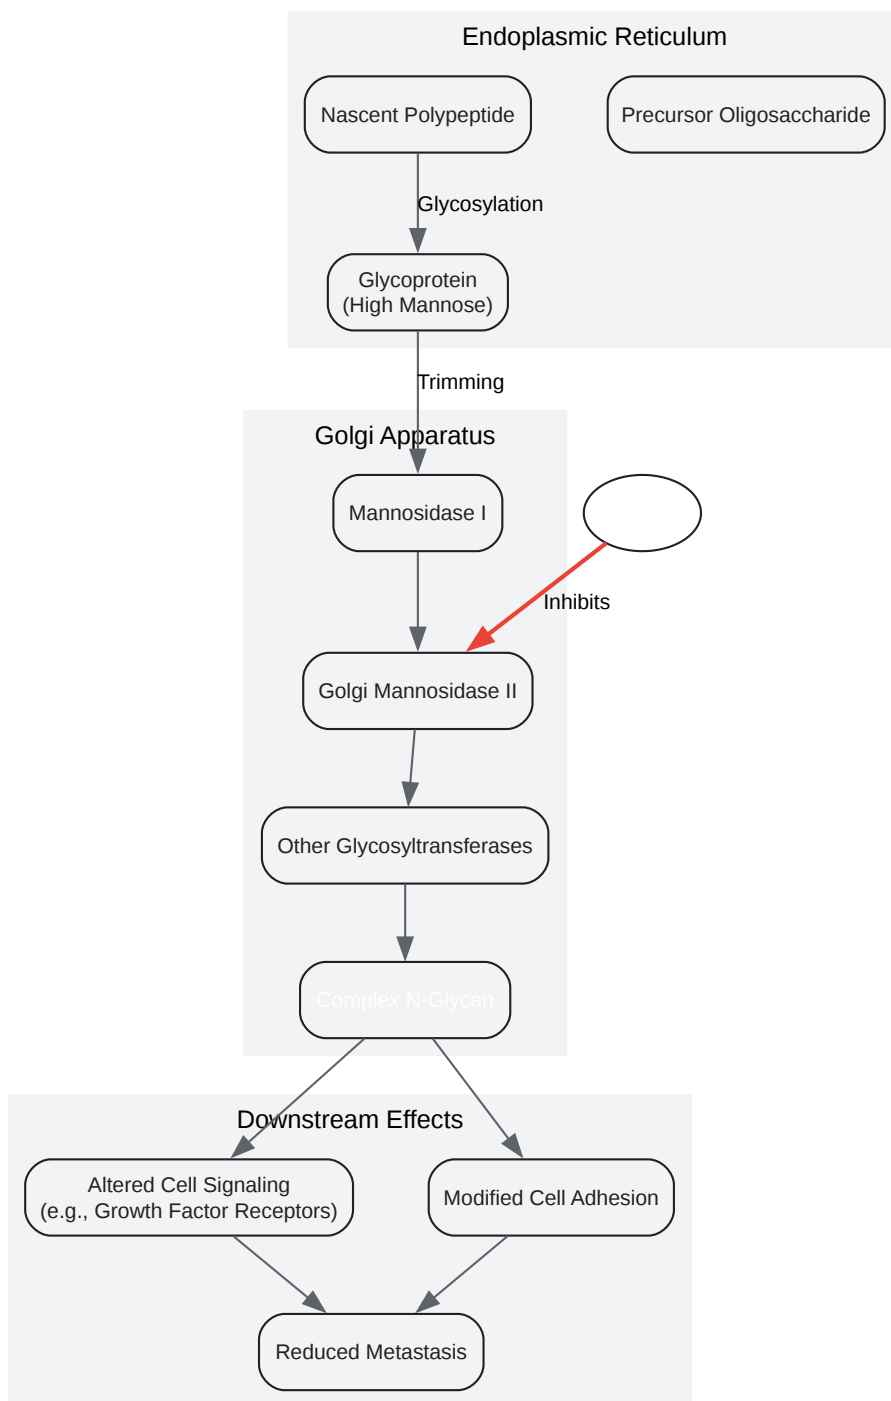 Endoplasmic Reticulum
Nascent Polypeptide
Precursor Oligosaccharide
Glycosylation
Glycoprotein
(High Mannose)
Trimming
Golgi Apparatus
Mannosidase I
Inhibits
Golgi Mannosidase II
Other Glycosyltransferases
Complex N-Glycan
Downstream Effects
Altered Cell Signaling
(e.g., Growth Factor Receptors)
Modified Cell Adhesion
Reduced Metastasis